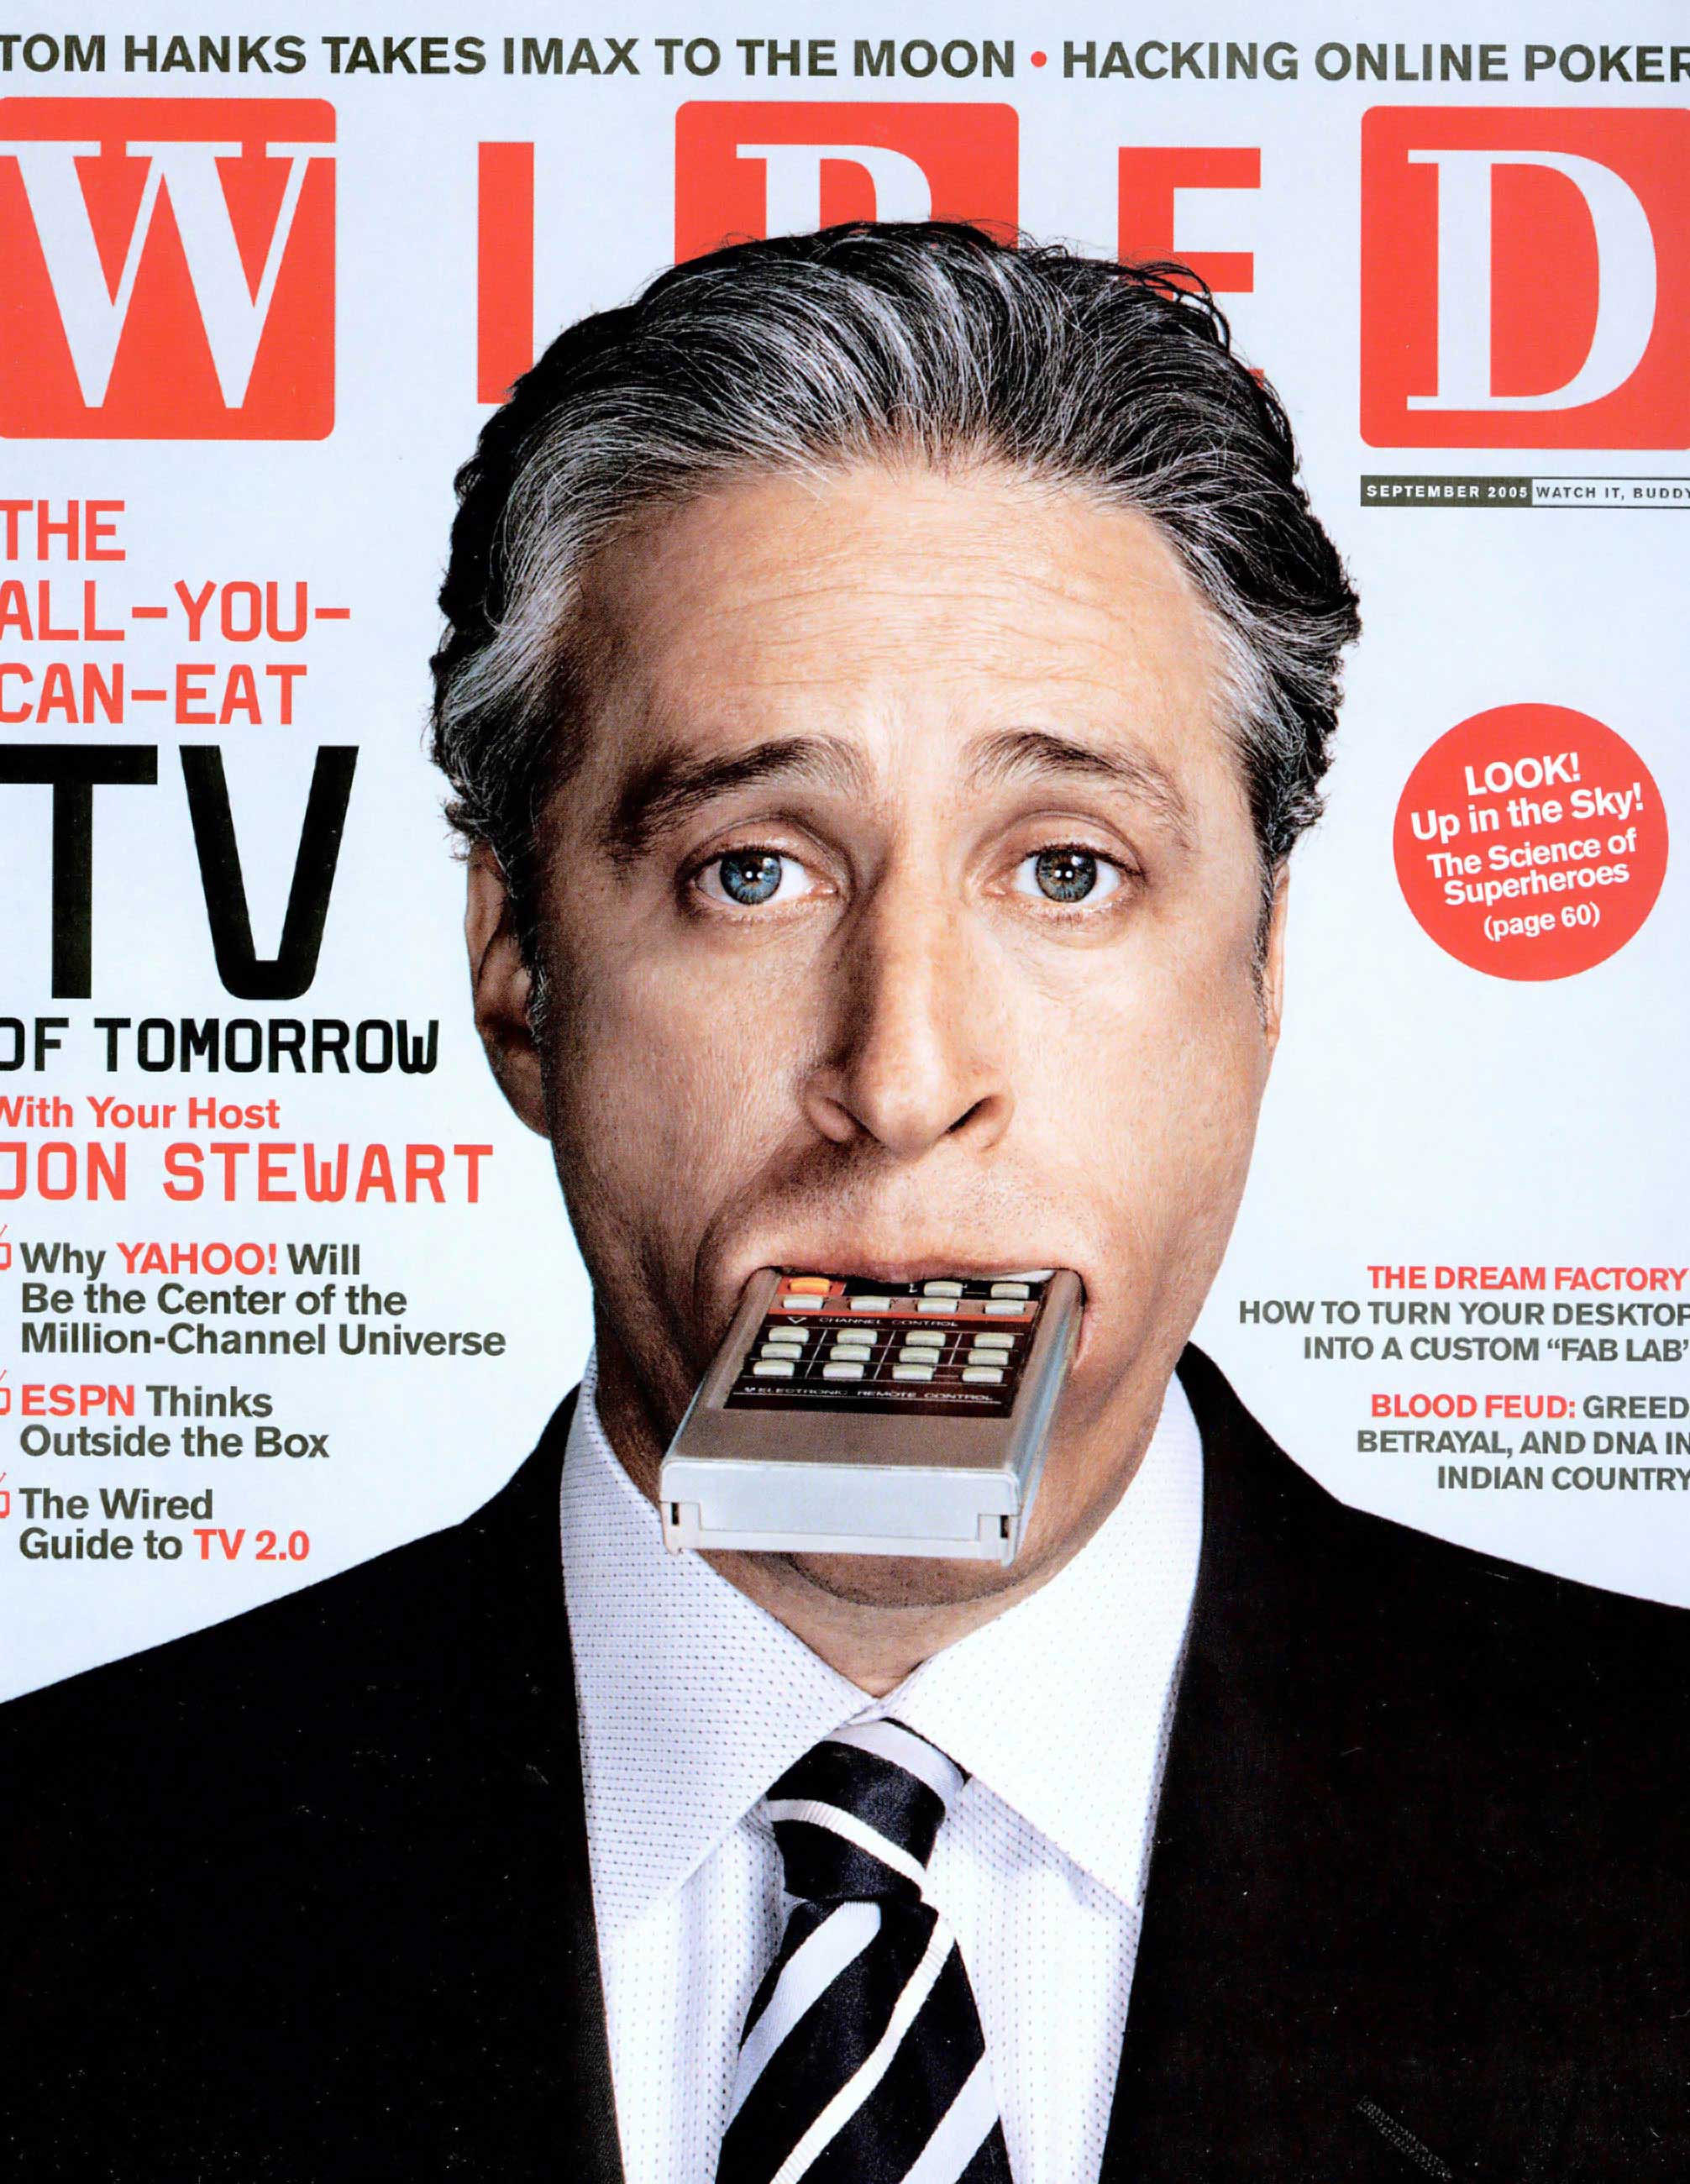 TOM HANKS TAKES IMAX TO THE MOON • HACKING ONLINE POKER
WIRED
SEPTEMBER 2005 WATCH IT, BUDDY
THE
ALL-YOU-
CAN-EAT
TV
OF TOMORROW
With Your Host
JON STEWART
Why YAHOO! Will
Be the Center of the
Million-Channel Universe
ESPN Thinks
Outside the Box
The Wired
Guide to TV 2.0
LOOK!
Up in the Sky!
The Science of
Superheroes
(page 60)
THE DREAM FACTORY
HOW TO TURN YOUR DESKTOP
INTO A CUSTOM “FAB LAB”
BLOOD FEUD: GREED
BETRAYAL, AND DNA IN
INDIAN COUNTRY
CHANNEL CONTROL
ELECTRONIC REMOTE CONTROL